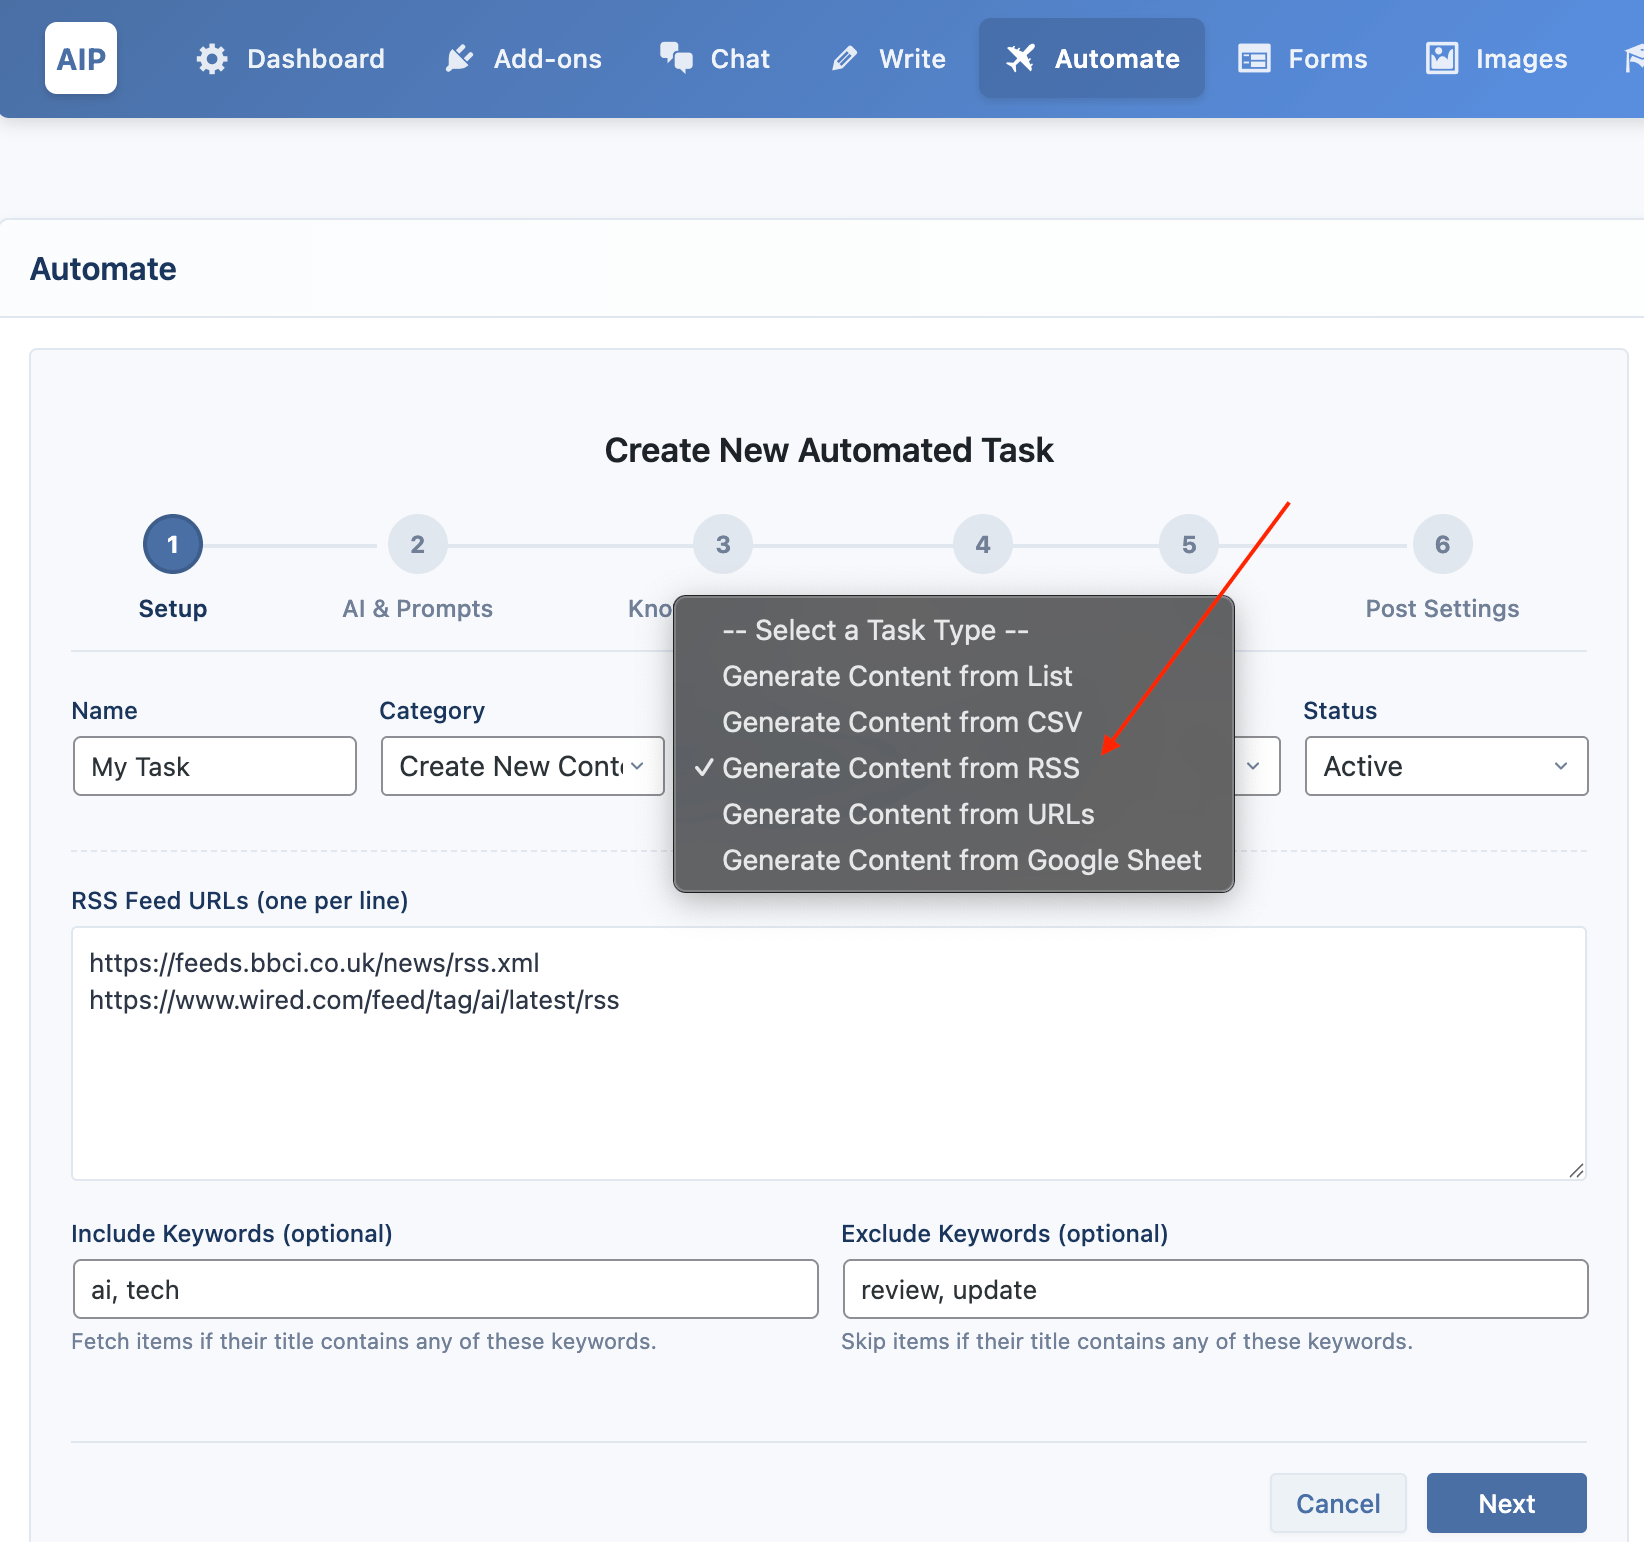 AIP
Dashboard
Add-ons
Chat
Write
Automate
Forms
Images
Automate
Create New Automated Task
1
2
3
4
5
6
Setup
AI & Prompts
Kno
Post Settings
-- Select a Task Type --
Generate Content from List
Generate Content from CSV
✓ Generate Content from RSS
Generate Content from URLs
Generate Content from Google Sheet
Name
Category
Status
My Task
Create New Cont
Active
RSS Feed URLs (one per line)
https://feeds.bbci.co.uk/news/rss.xml
https://www.wired.com/feed/tag/ai/latest/rss
Include Keywords (optional)
Exclude Keywords (optional)
ai, tech
review, update
Fetch items if their title contains any of these keywords.
Skip items if their title contains any of these keywords.
Cancel
Next